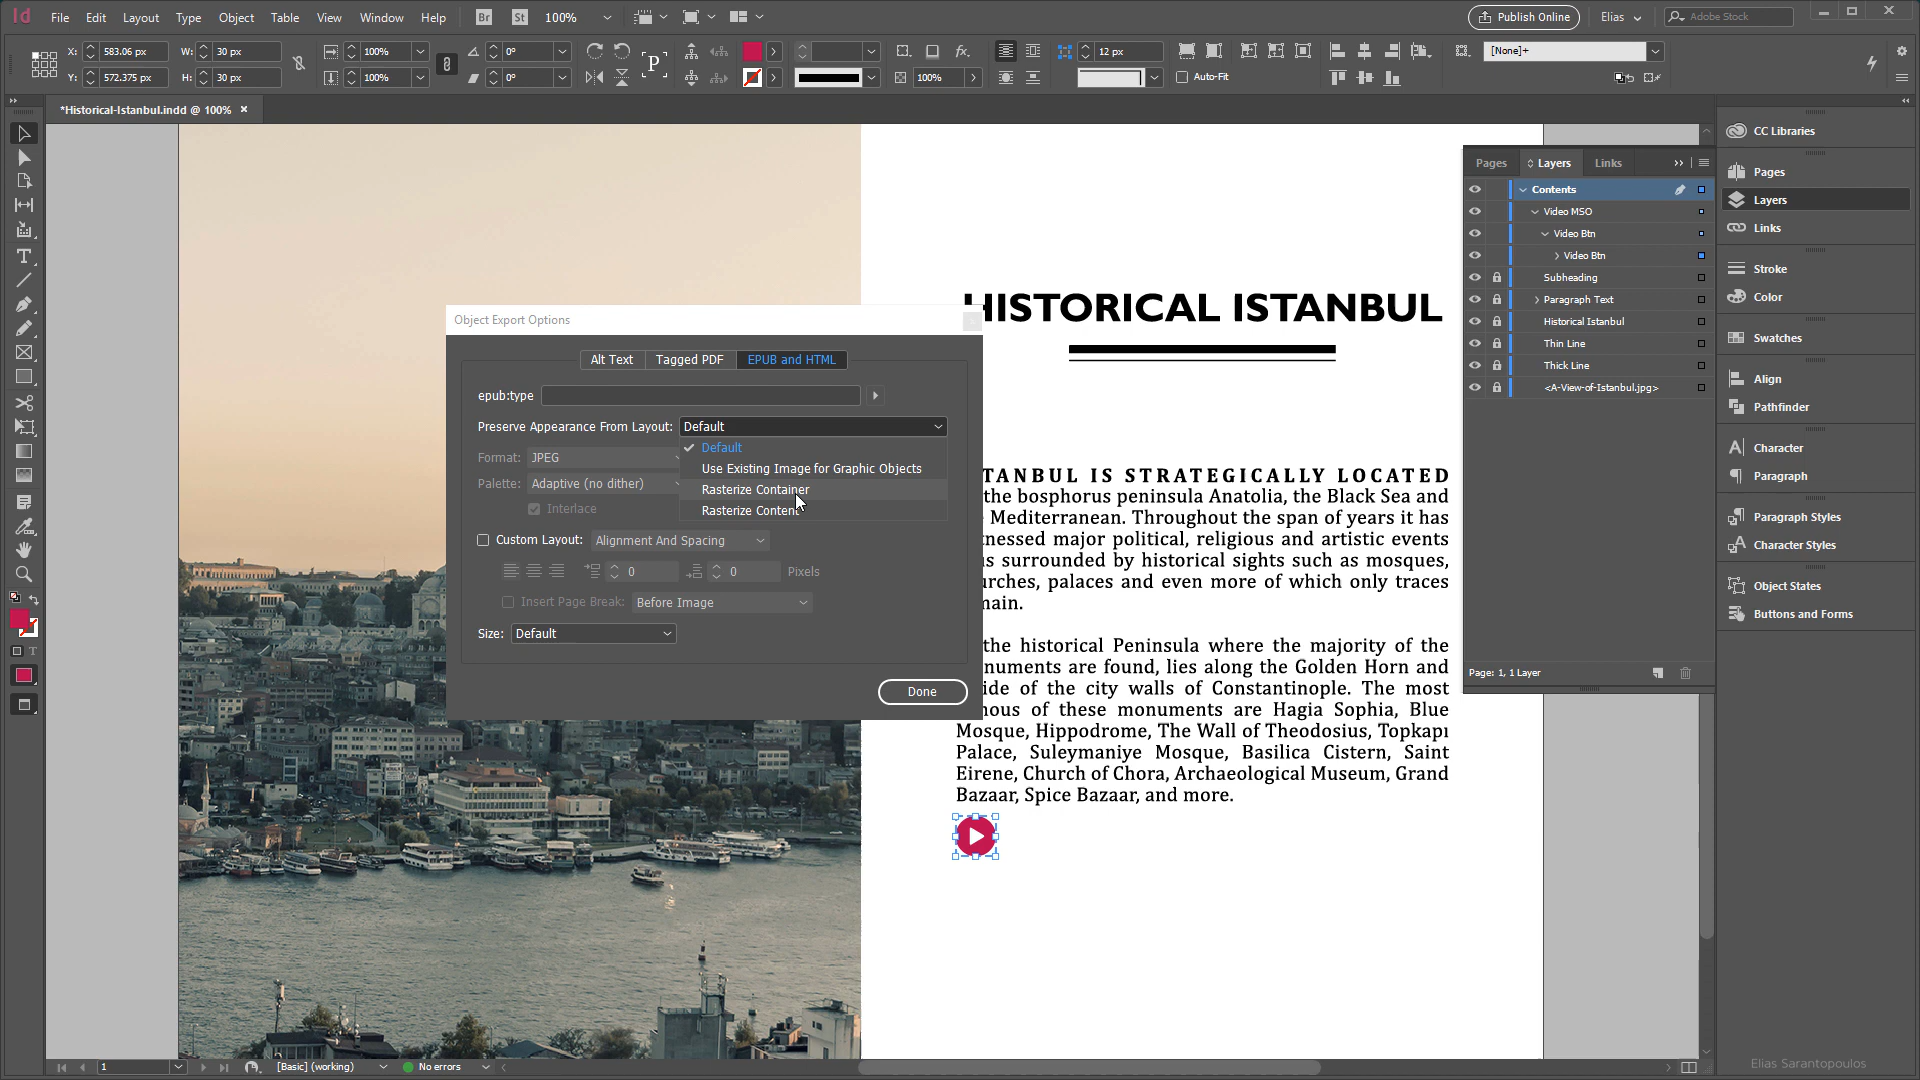 Id File Edit Layout Type Object Table View Window Help Br St 100% Publish Online Elias Adobe Stock
X: 583.06 px W: 30 px 100% 0° 12 px [None]+
Y: 572.375 px H: 30 px 100% 0° P fx. 100% Auto-Fit
*Historical-Istanbul.indd @ 100% ×
HISTORICAL ISTANBUL
Object Export Options
Alt Text Tagged PDF EPUB and HTML
epub:type
Preserve Appearance From Layout: Default
Default
Use Existing Image for Graphic Objects
Rasterize Container
Rasterize Content
Format: JPEG
Palette: Adaptive (no dither)
Interlace
Custom Layout: Alignment And Spacing
0 0 Pixels
Insert Page Break: Before Image
Size: Default
Done
TANBUL IS STRATEGICALLY LOCATED
the bosphorus peninsula Anatolia, the Black Sea and
Mediterranean. Throughout the span of years it has
nessed major political, religious and artistic events
is surrounded by historical sights such as mosques,
rches, palaces and even more of which only traces
main.
the historical Peninsula where the majority of the
numents are found, lies along the Golden Horn and
ide of the city walls of Constantinople. The most
nous of these monuments are Hagia Sophia, Blue
Mosque, Hippodrome, The Wall of Theodosius, Topkapı
Palace, Suleymaniye Mosque, Basilica Cistern, Saint
Eirene, Church of Chora, Archaeological Museum, Grand
Bazaar, Spice Bazaar, and more.
Pages Layers Links
Contents
Video MSO
Video Btn
Video Btn
Subheading
Paragraph Text
Historical Istanbul
Thin Line
Thick Line
<A-View-of-Istanbul.jpg>
Page: 1, 1 Layer
CC Libraries
Pages
Layers
Links
Stroke
Color
Swatches
Align
Pathfinder
Character
Paragraph
Paragraph Styles
Character Styles
Object States
Buttons and Forms
1 [Basic] (working) No errors
Elias Sarantopoulos